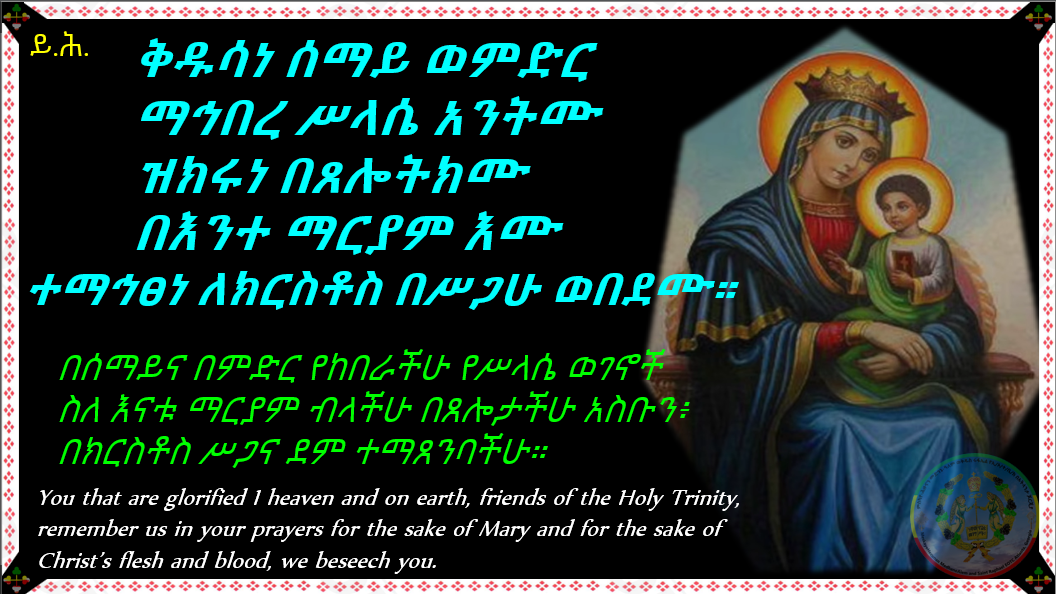 ይ.ሕ.
ቅዱሳነ ሰማይ ወምድር
ማኅበረ ሥላሴ አንትሙ
ዝክሩነ በጸሎትክሙ
በእንተ ማርያም እሙ
ተማኅፀነ ለክርስቶስ በሥጋሁ ወበደሙ።
በሰማይና በምድር የከበራችሁ የሥላሴ ወገኖች
ስለ እናቱ ማርያም ብላችሁ በጸሎታችሁ አስቡን፥
በክርስቶስ ሥጋና ደም ተማጸንባችሁ።
You that are glorified I heaven and on earth, friends of the Holy Trinity,
remember us in your prayers for the sake of Mary and for the sake of
Christ's flesh and blood, we beseech you.